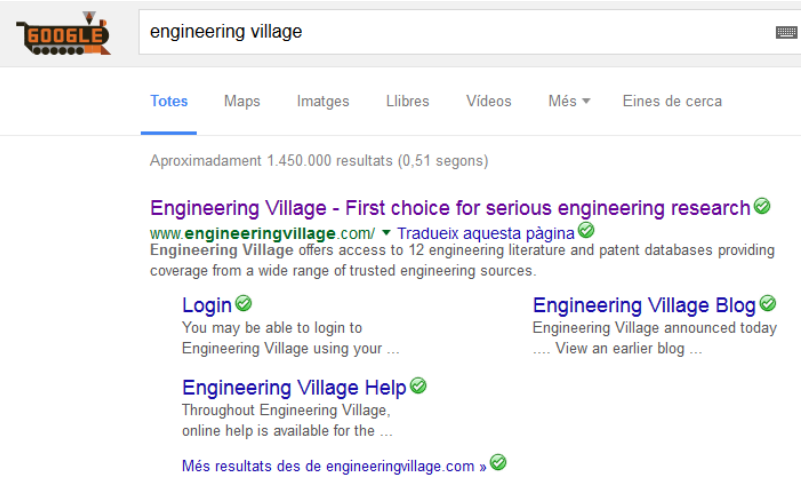 GOOGLE
engineering village
Totes Maps Imatges Llibres Vídeos Més Eines de cerca
Aproximadament 1.450.000 resultats (0,51 segons)
Engineering Village - First choice for serious engineering research
www.engineeringvillage.com/ Tradueix aquesta pàgina
Engineering Village offers access to 12 engineering literature and patent databases providing
coverage from a wide range of trusted engineering sources.
Login
You may be able to login to
Engineering Village using your ...
Engineering Village Blog
Engineering Village announced today
.... View an earlier blog ...
Engineering Village Help
Throughout Engineering Village,
online help is available for the ...
Més resultats des de engineeringvillage.com »